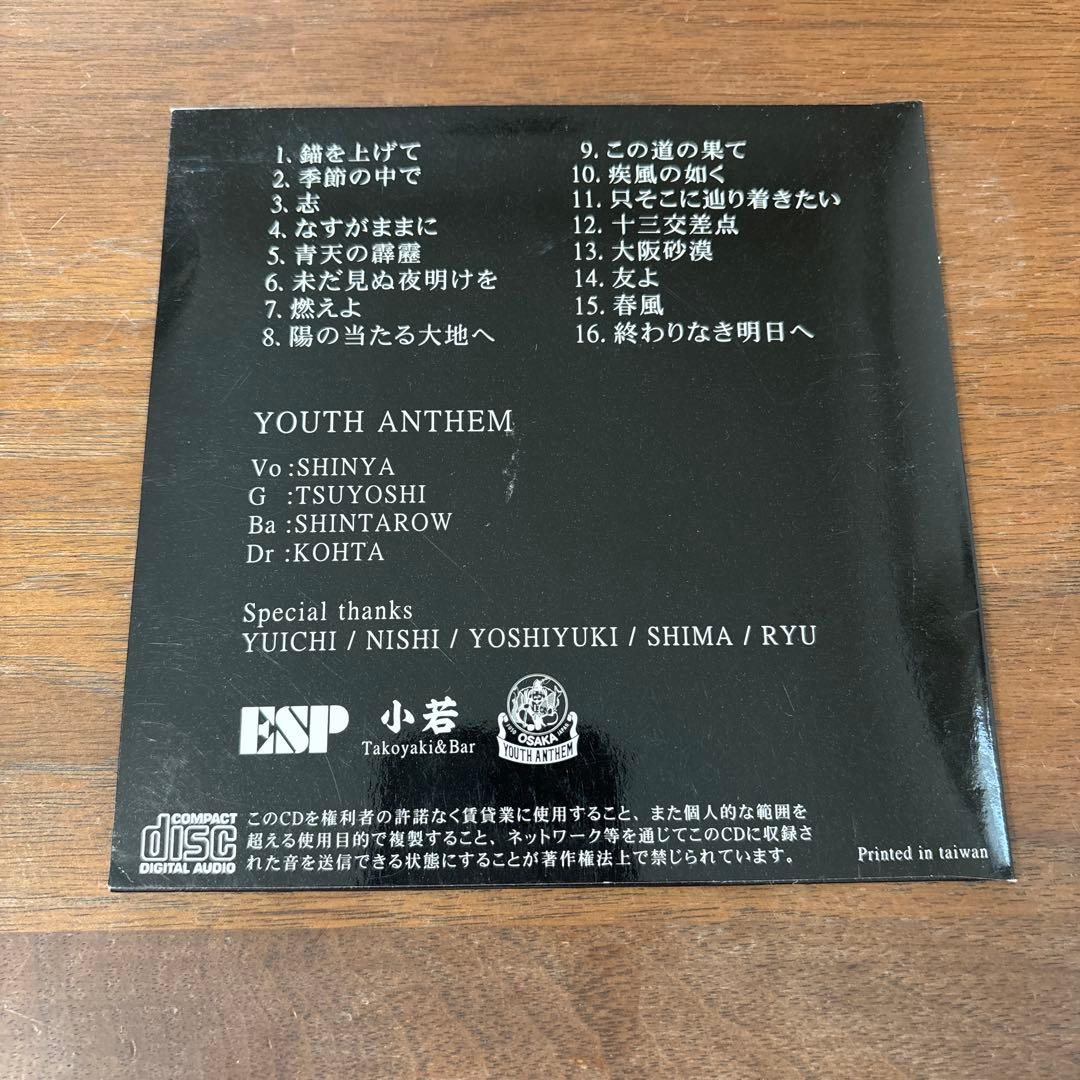 1. 錨を上げて
2. 季節の中で
3. 志
4. なすがままに
5. 青天の霹靂
6. 未だ見ぬ夜明けを
7. 燃えよ
8. 陽の当たる大地へ
9. この道の果て
10. 疾風の如く
11. 只そこに辿り着きたい
12. 十三交差点
13. 大阪砂漠
14. 友よ
15. 春風
16. 終わりなき明日へ
YOUTH ANTHEM
Vo :SHINYA
G :TSUYOSHI
Ba :SHINTAROW
Dr :KOHTA
Special thanks
YUICHI / NISHI / YOSHIYUKI / SHIMA / RYU
ESP
小若
Takoyaki&Bar
OSAKA
JAPAN
YOUTH ANTHEM
COMPACT
disc
DIGITAL AUDIO
このCDを権利者の許諾なく賃貸業に使用すること、また個人的な範囲を
超える使用目的で複製すること、ネットワーク等を通じてこのCDに収録さ
れた音を送信できる状態にすることが著作権法上で禁じられています。
Printed in taiwan